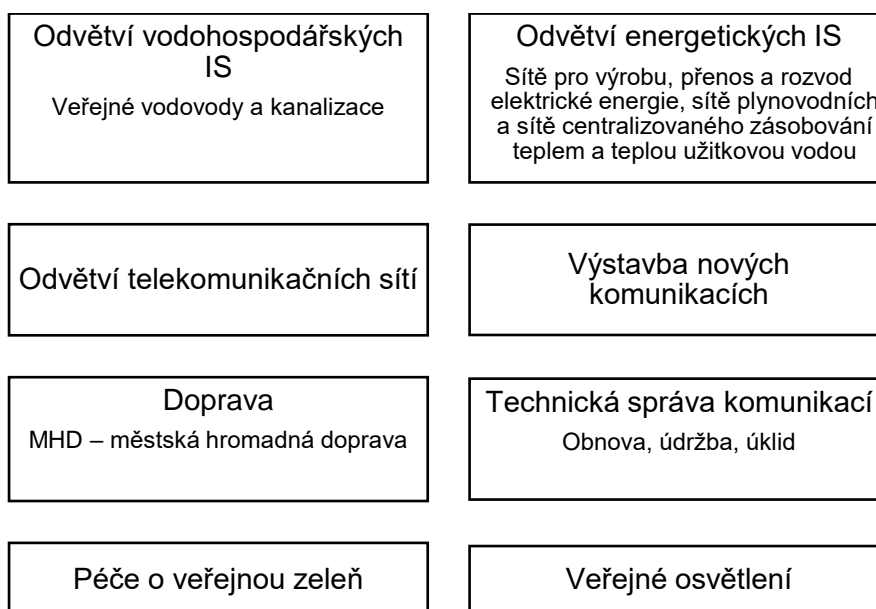 Odvětví vodohospodářských
IS
Veřejné vodovody a kanalizace
Odvětví energetických IS
Sítě pro výrobu, přenos a rozvod
elektrické energie, sítě plynovodních
a sítě centralizovaného zásobování
teplem a teplou užitkovou vodou
Odvětví telekomunikačních sítí
Výstavba nových
komunikacích
Doprava
MHD – městská hromadná doprava
Technická správa komunikací
Obnova, údržba, úklid
Péče o veřejnou zeleň
Veřejné osvětlení